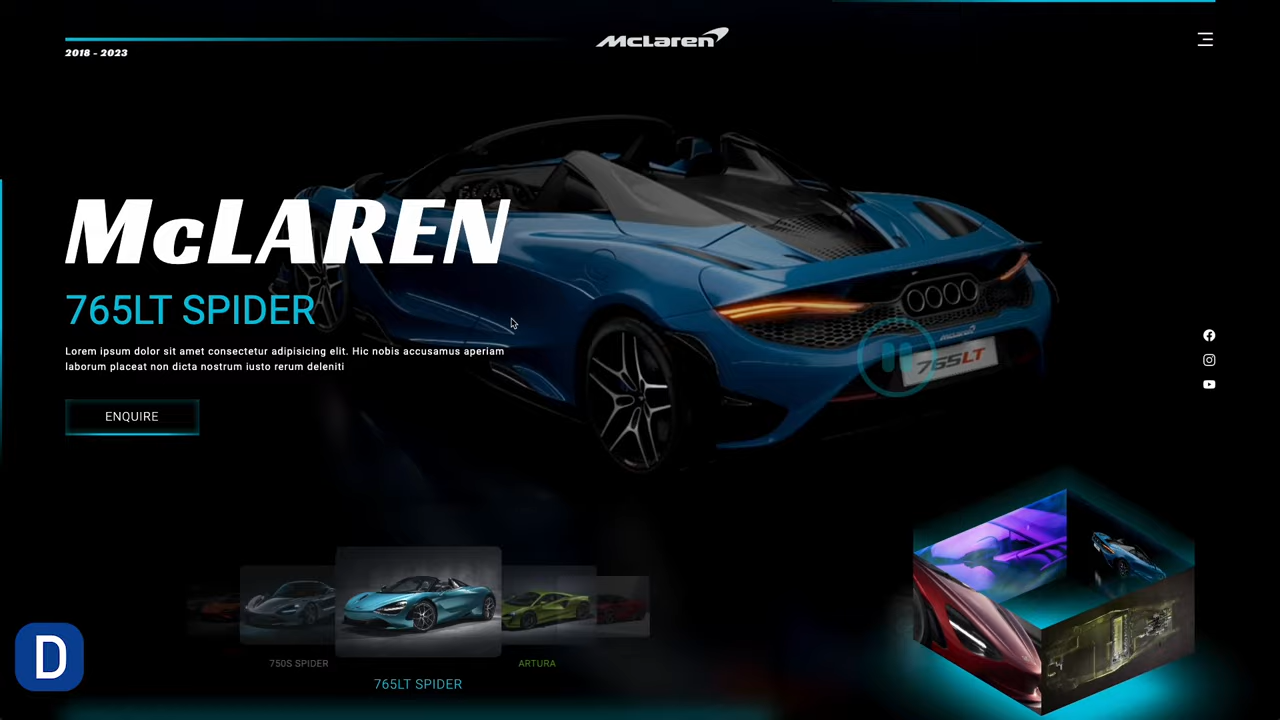 2018 - 2023
McLaren
McLAREN
765LT SPIDER
Lorem ipsum dolor sit amet consectetur adipisicing elit. Hic nobis accusamus aperiam
laborum placeat non dicta nostrum iusto rerum deleniti
ENQUIRE
765LT
750S SPIDER
765LT SPIDER
ARTURA
D